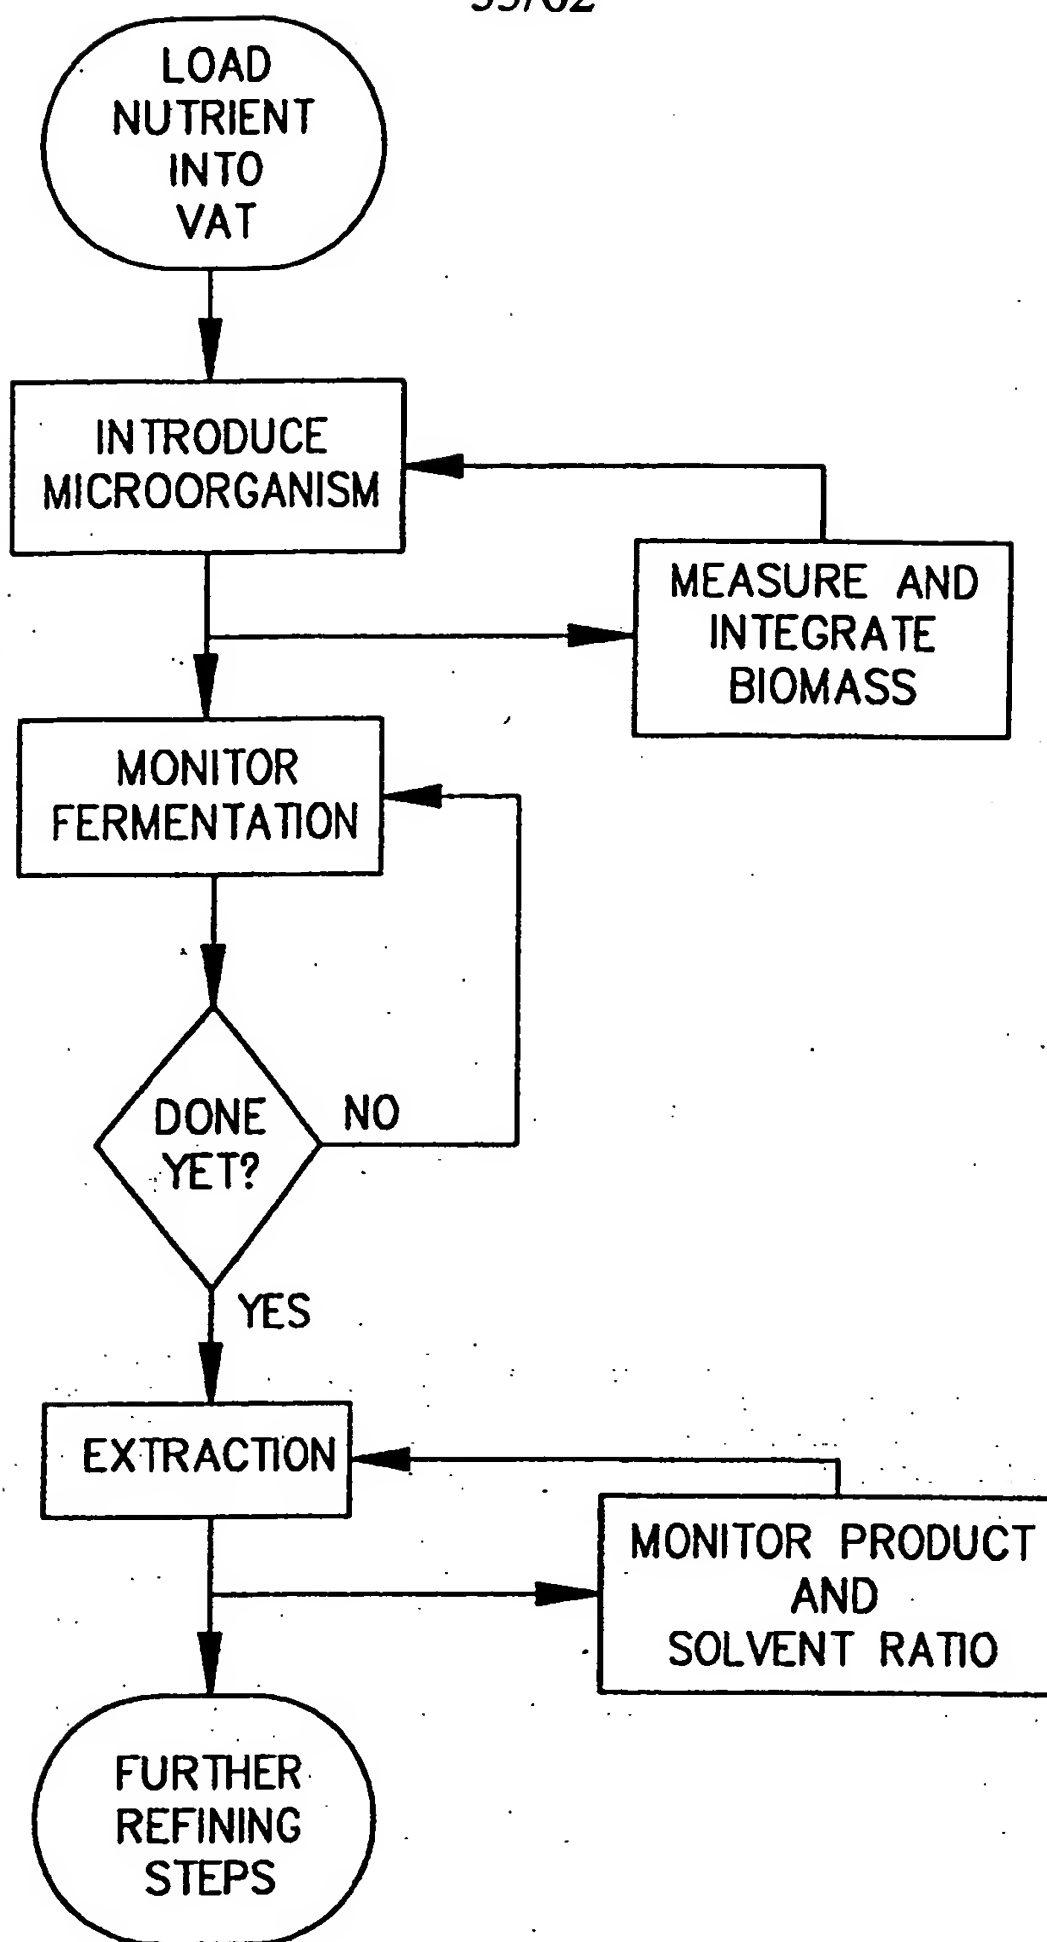 LOAD
NUTRIENT
INTO
VAT
INTRODUCE
MICROORGANISM
MEASURE AND
INTEGRATE
BIOMASS
MONITOR
FERMENTATION
DONE
YET?
NO
YES
EXTRACTION
MONITOR PRODUCT
AND
SOLVENT RATIO
FURTHER
REFINING
STEPS